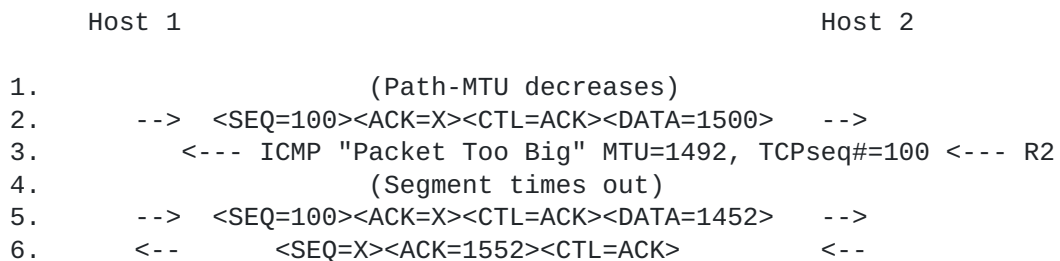 Host 1 Host 2
1. (Path-MTU decreases)
2. --> <SEQ=100><ACK=X><CTL=ACK><DATA=1500> -->
3. <--- ICMP "Packet Too Big" MTU=1492, TCPseq#=100 <--- R2
4. (Segment times out)
5. --> <SEQ=100><ACK=X><CTL=ACK><DATA=1452> -->
6. <-- <SEQ=X><ACK=1552><CTL=ACK> <--